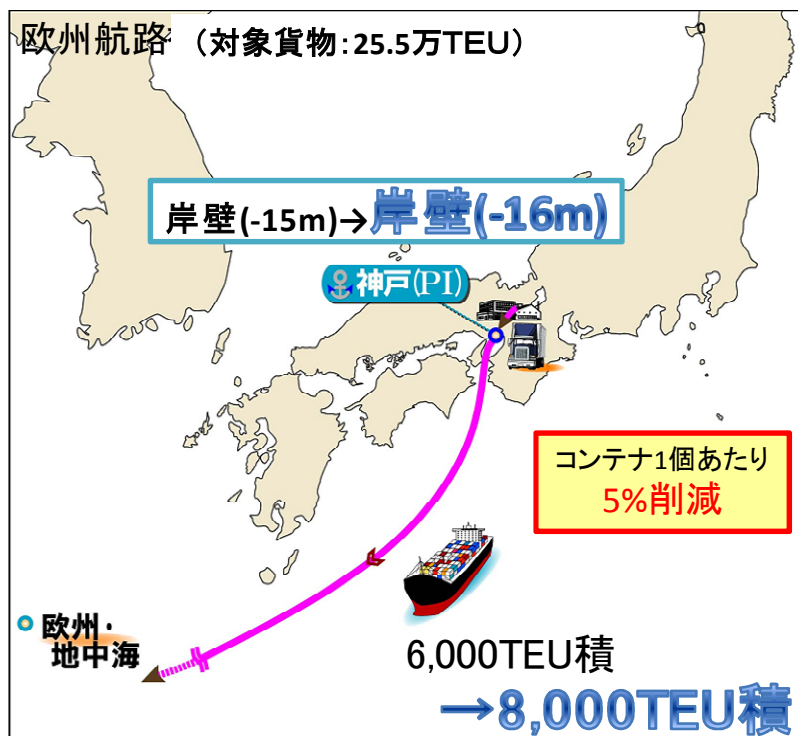 欧州航路 (対象貨物:25.5万TEU)
岸壁(-15m)→岸壁(-16m)
神戸(PI)
コンテナ1個あたり
5%削減
欧州・
地中海
6,000TEU積
→8,000TEU積